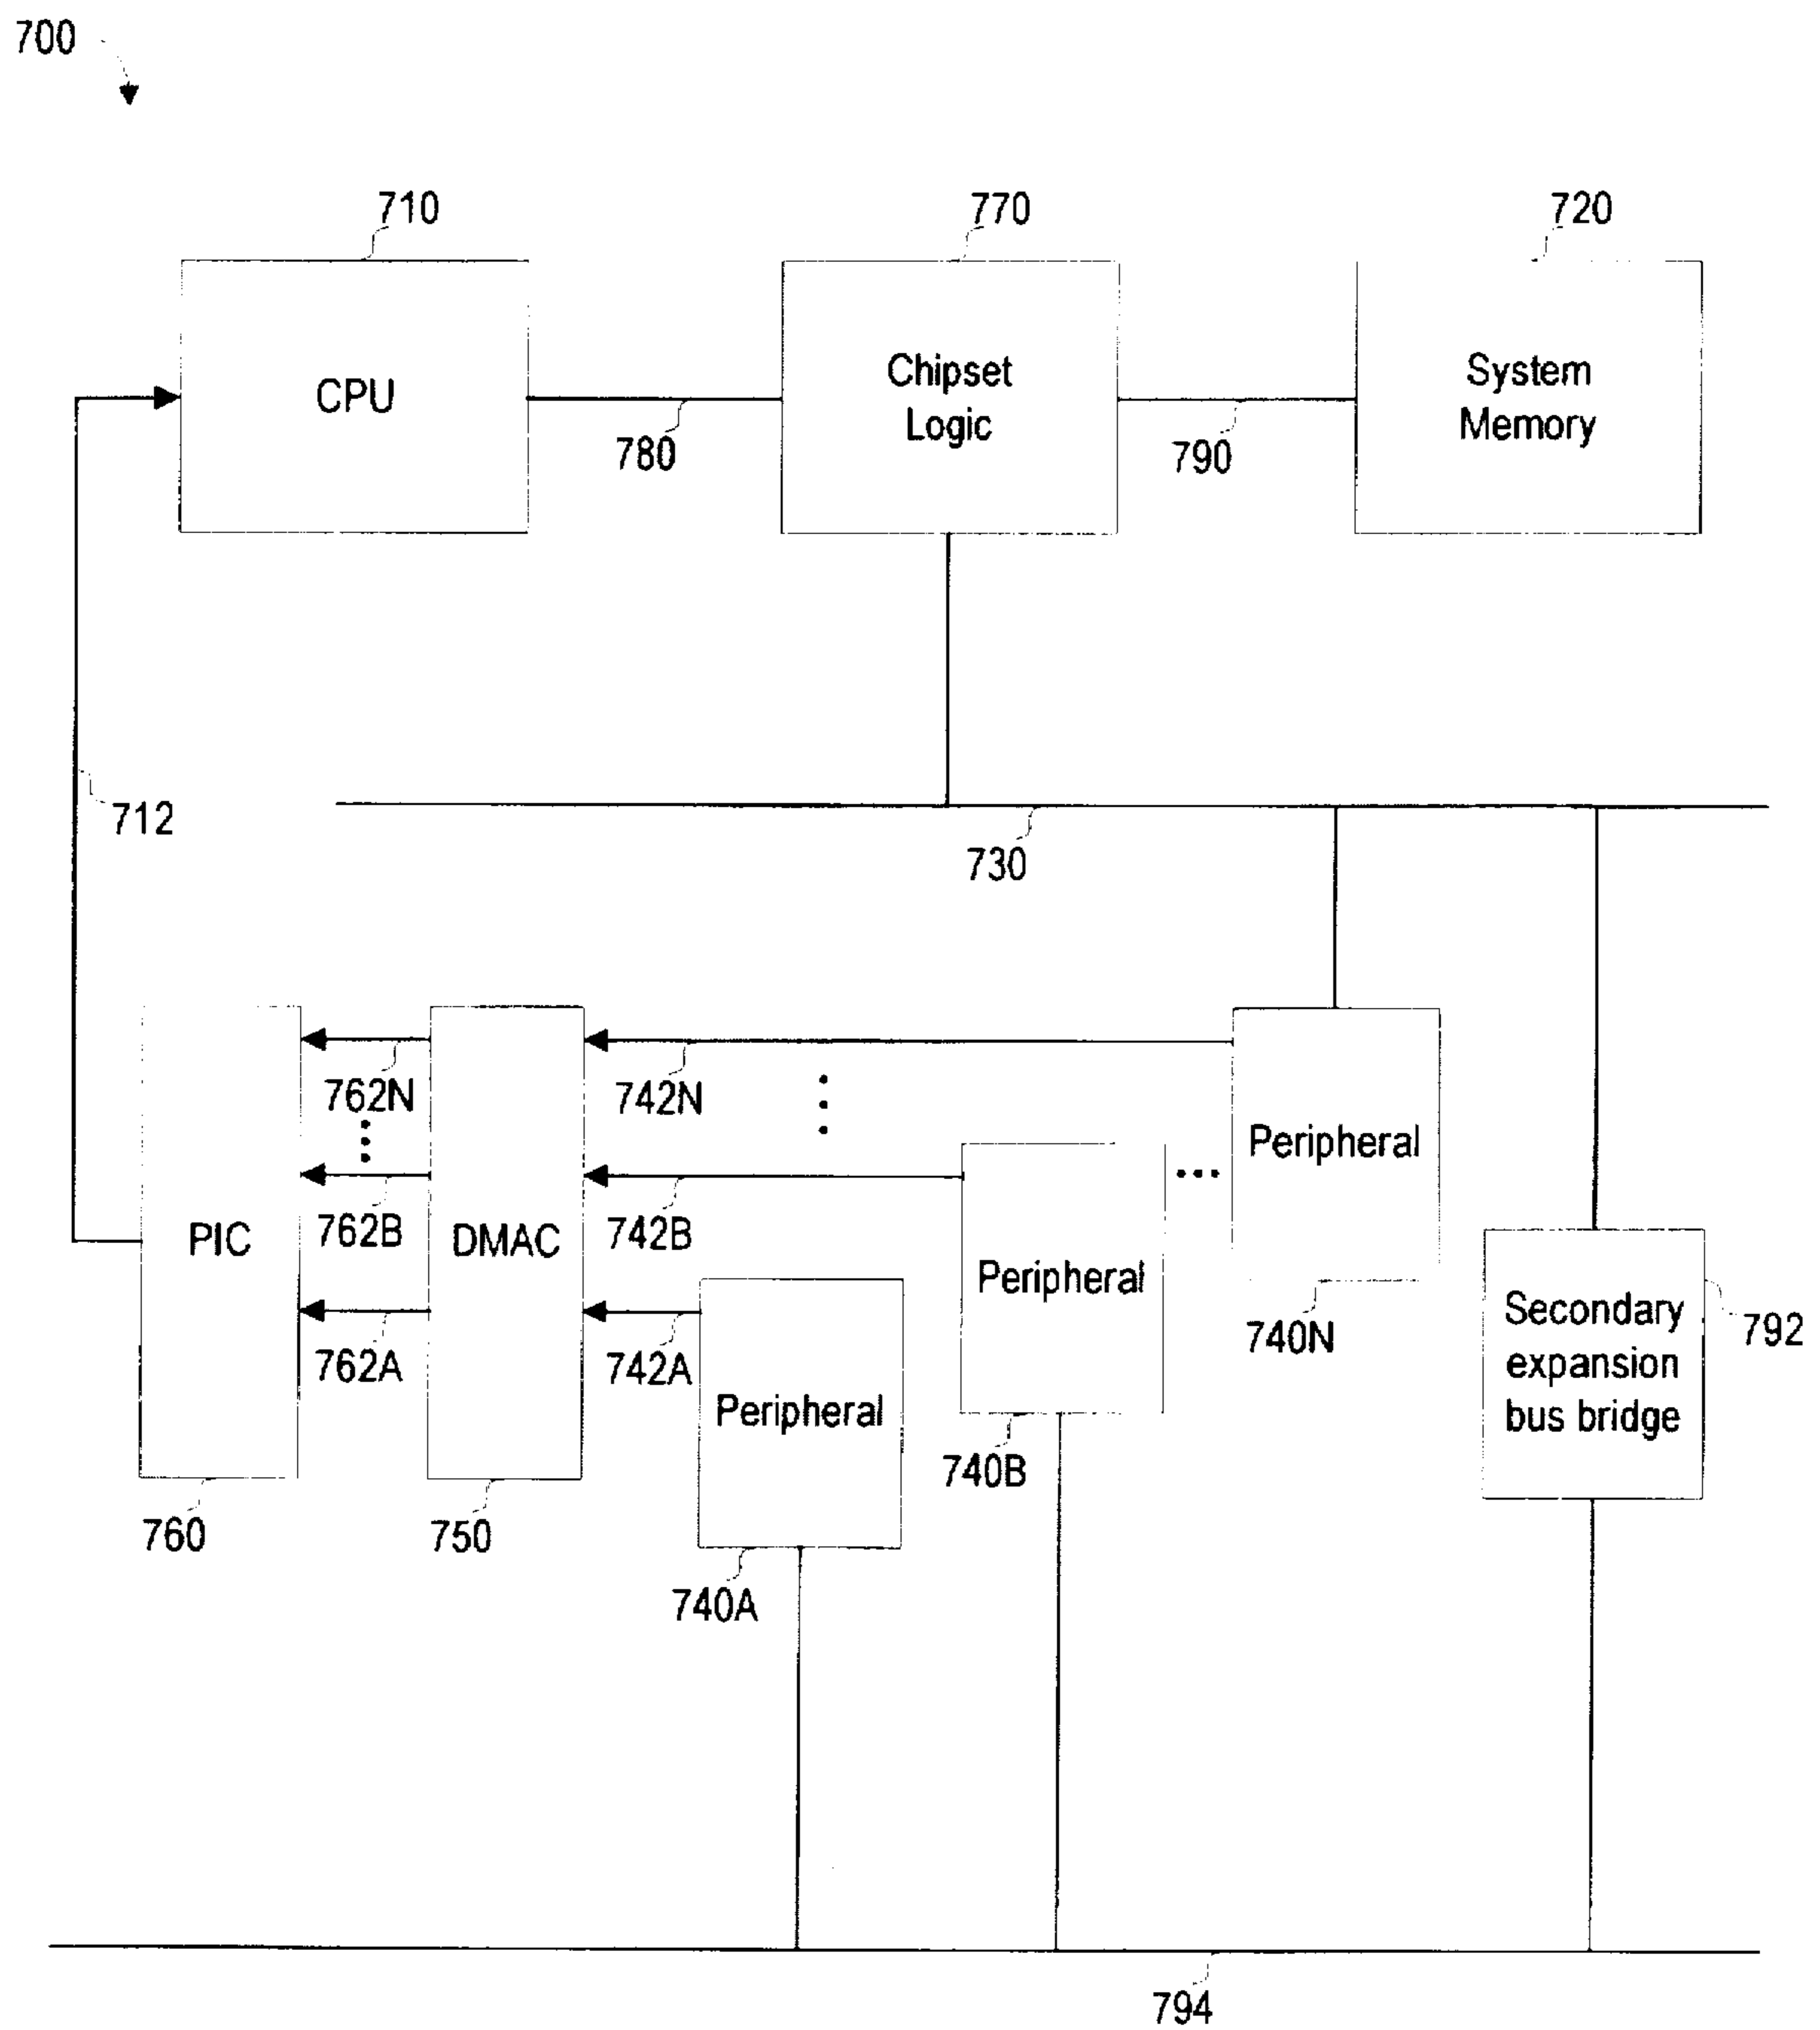 700
710
770
720
CPU
Chipset
Logic
System
Memory
780
790
712
730
762N
742N
Peripheral
762B
742B
PIC
DMAC
Peripheral
762A
742A
740N
Secondary
expansion
bus bridge
792
Peripheral
740B
760
750
740A
794